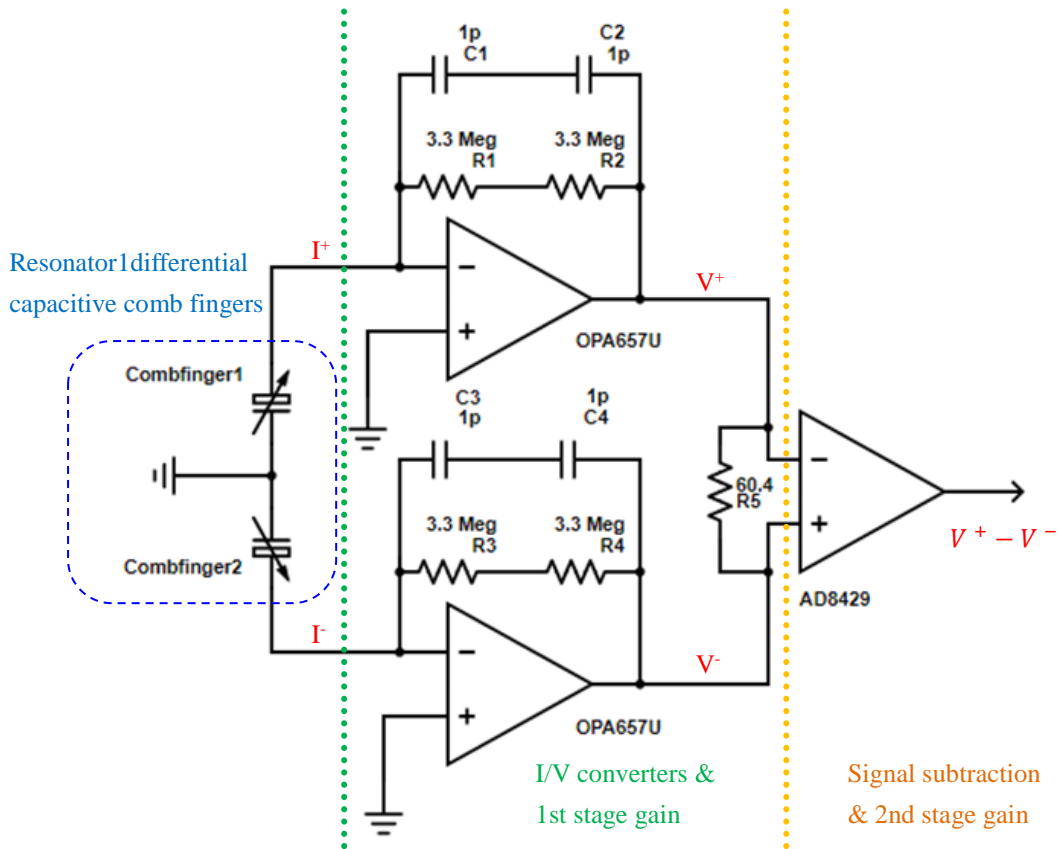 1p
C1
C2
1p
3.3 Meg
R1
3.3 Meg
R2
I+
Resonator1differential
capacitive comb fingers
−
+
OPA657U
V+
Combfinger1
Combfinger2
C3
1p
1p
C4
3.3 Meg
R3
3.3 Meg
R4
60.4
R5
−
+
AD8429
V + − V −
I-
−
+
OPA657U
V-
I/V converters &
1st stage gain
Signal subtraction
& 2nd stage gain